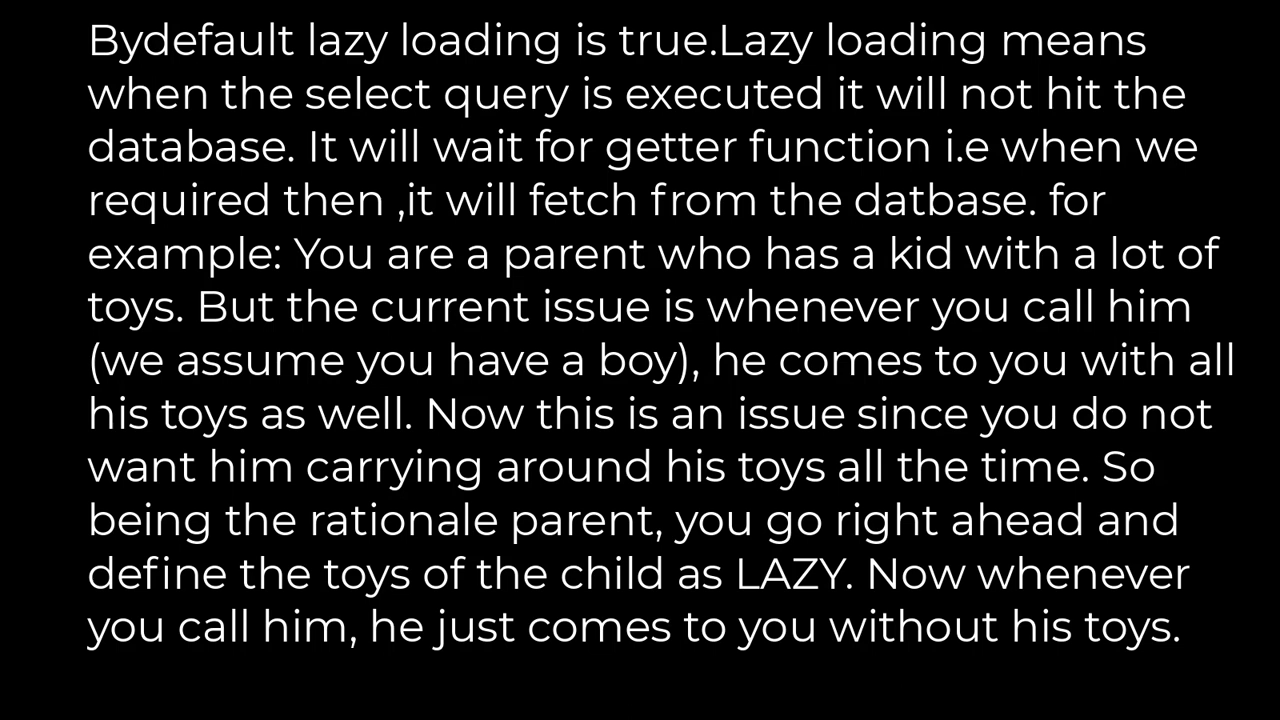 Bydefault lazy loading is true.Lazy loading means
when the select query is executed it will not hit the
database. It will wait for getter function i.e when we
required then ,it will fetch from the datbase. for
example: You are a parent who has a kid with a lot of
toys. But the current issue is whenever you call him
(we assume you have a boy), he comes to you with all
his toys as well. Now this is an issue since you do not
want him carrying around his toys all the time. So
being the rationale parent, you go right ahead and
define the toys of the child as LAZY. Now whenever
you call him, he just comes to you without his toys.